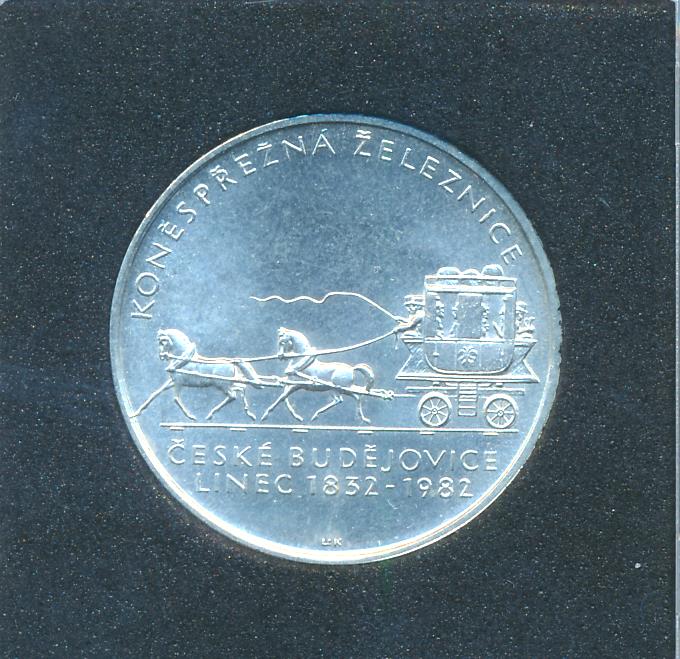 KONĚSPŘEŽNÁ ŽELEZNICE
ČESKÉ BUDĚJOVICE
LINEC 1832-1982